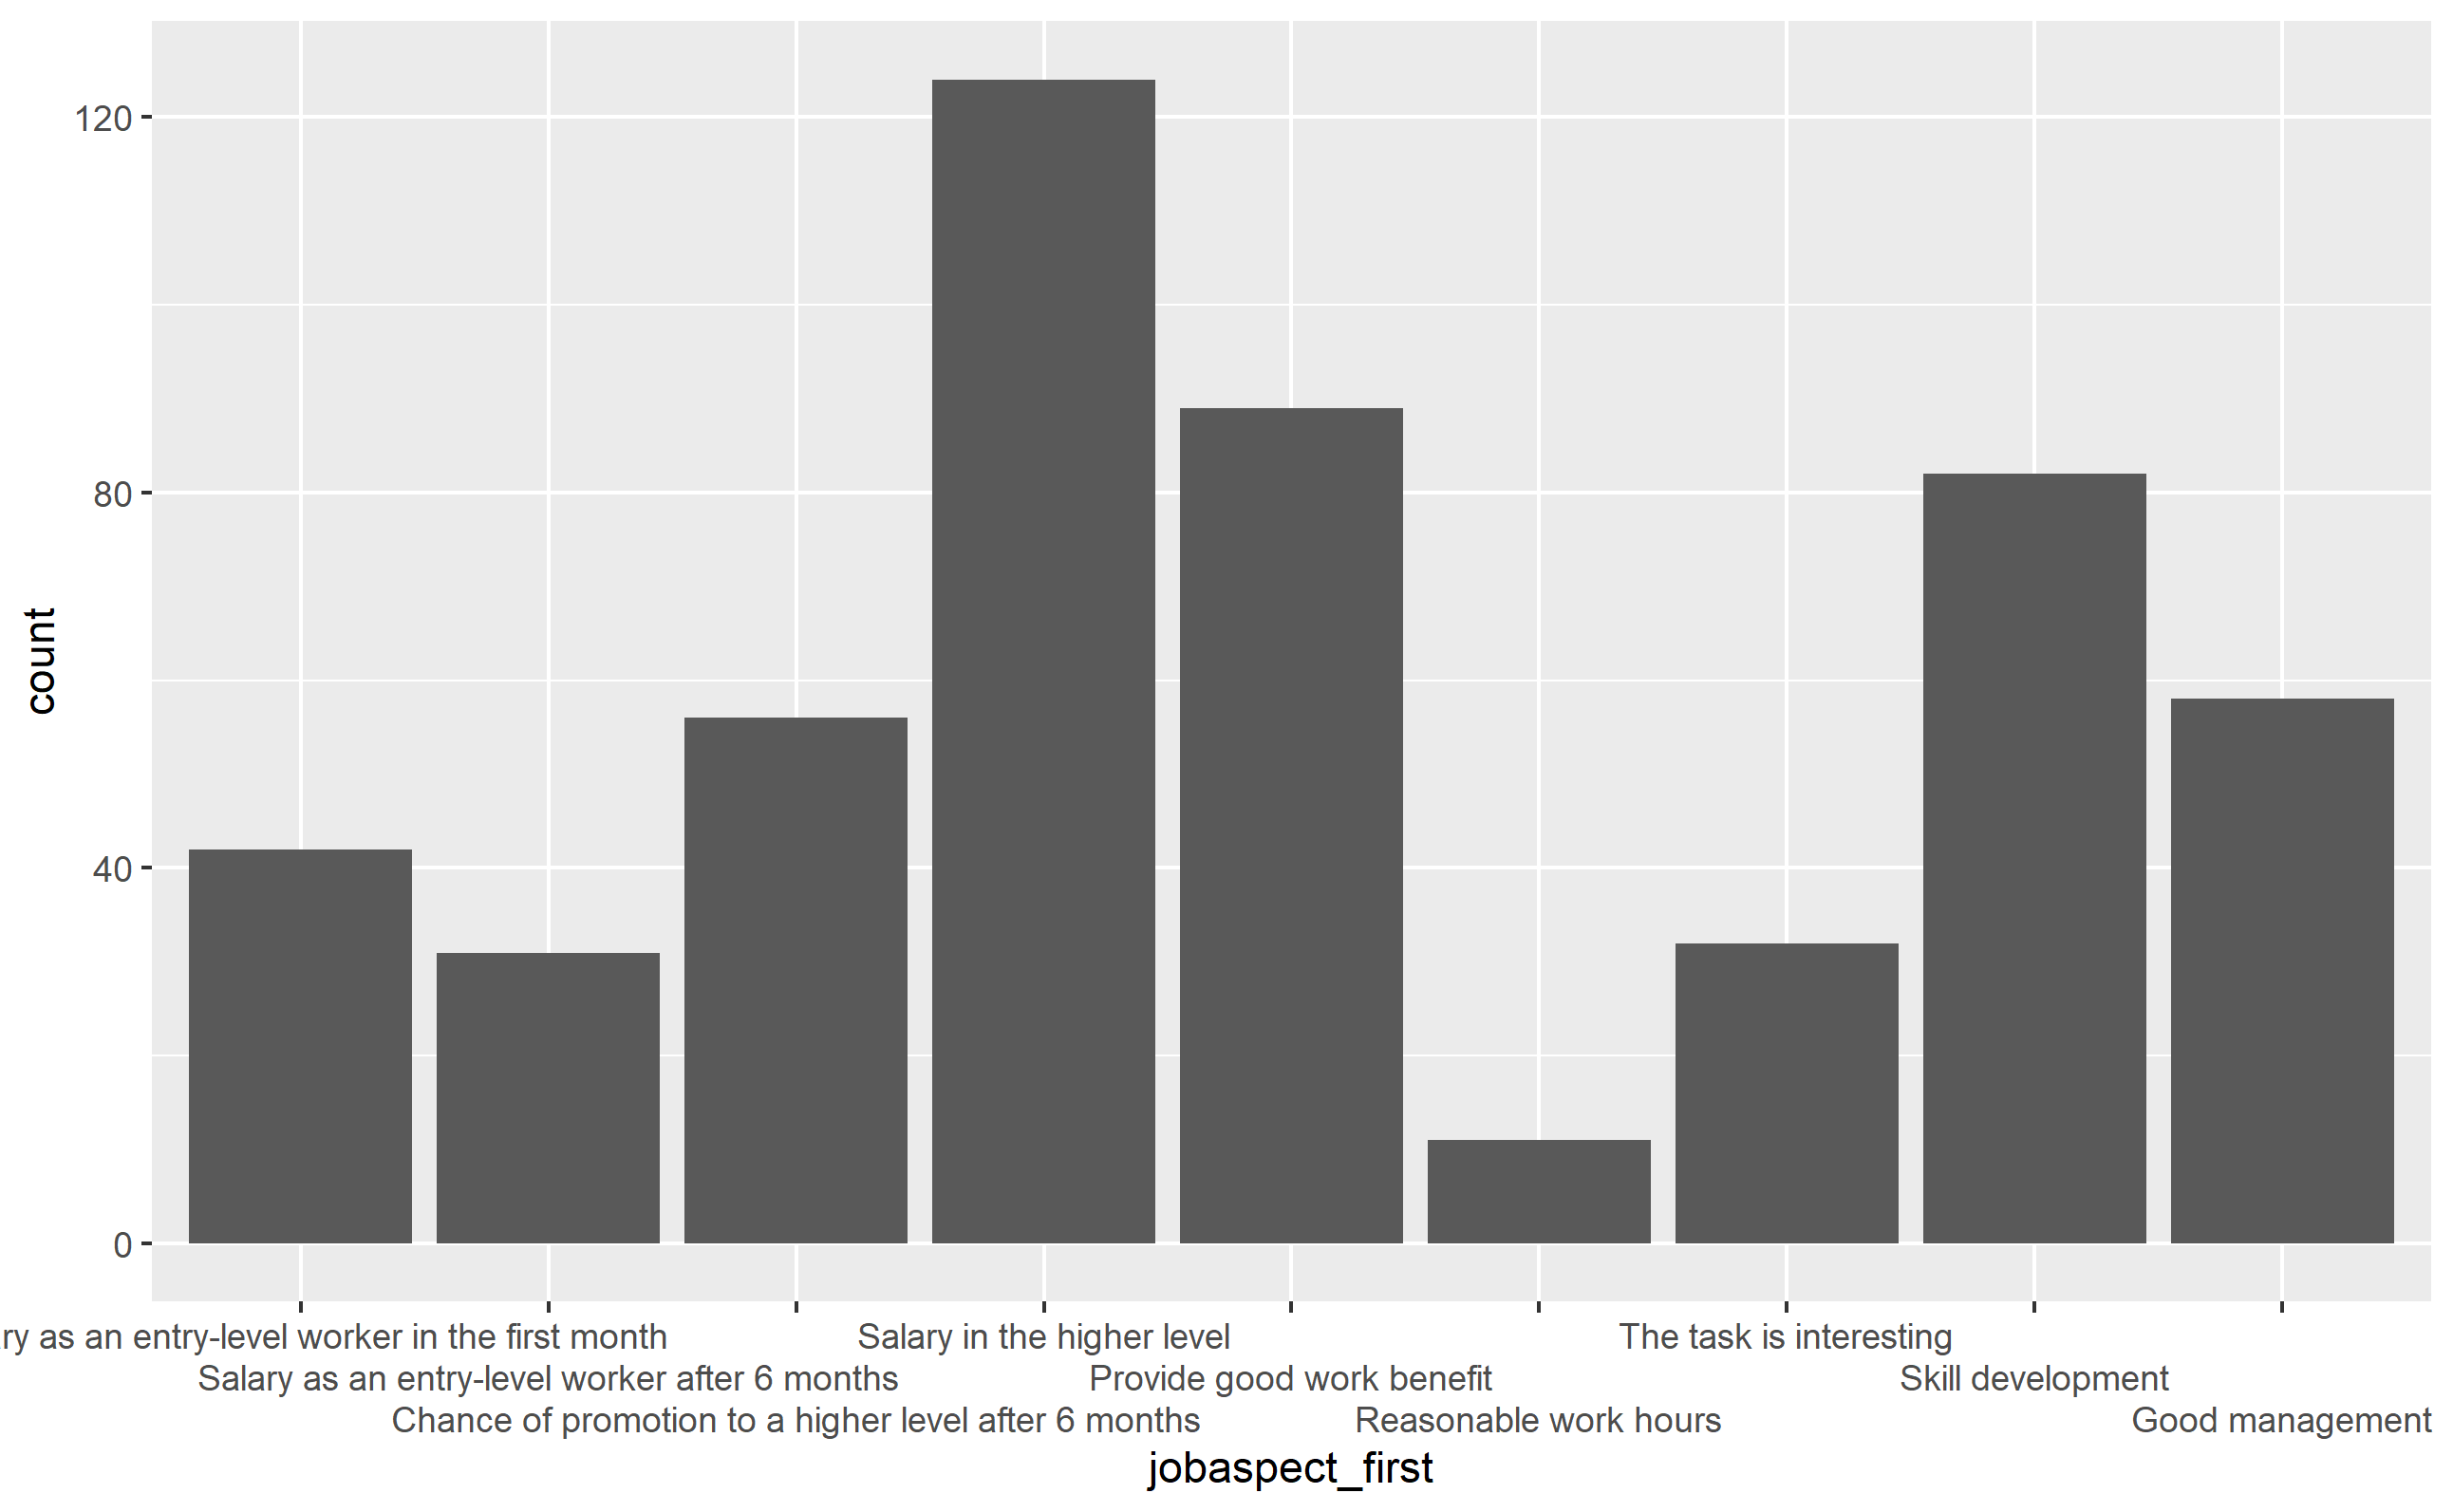 120
80
40
0
count
ry as an entry-level worker in the first month
Salary in the higher level
The task is interesting
Salary as an entry-level worker after 6 months
Provide good work benefit
Skill development
Chance of promotion to a higher level after 6 months
Reasonable work hours
Good management
jobaspect_first